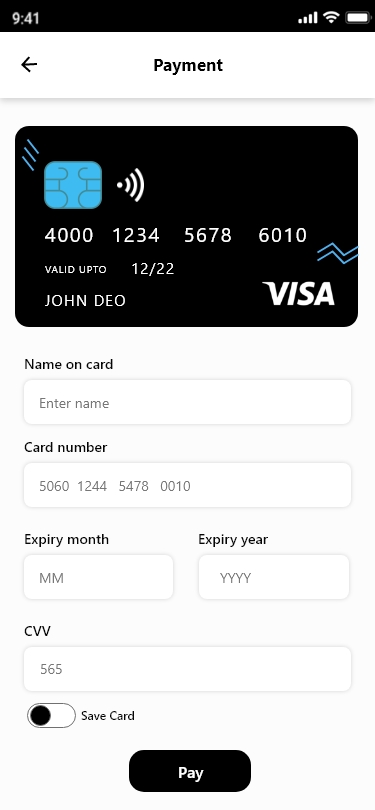 9:41
Payment
4000 1234 5678 6010
VALID UPTO 12/22
JOHN DEO
VISA
Name on card
Enter name
Card number
5060 1244 5478 0010
Expiry month Expiry year
MM YYYY
CVV
565
Save Card
Pay